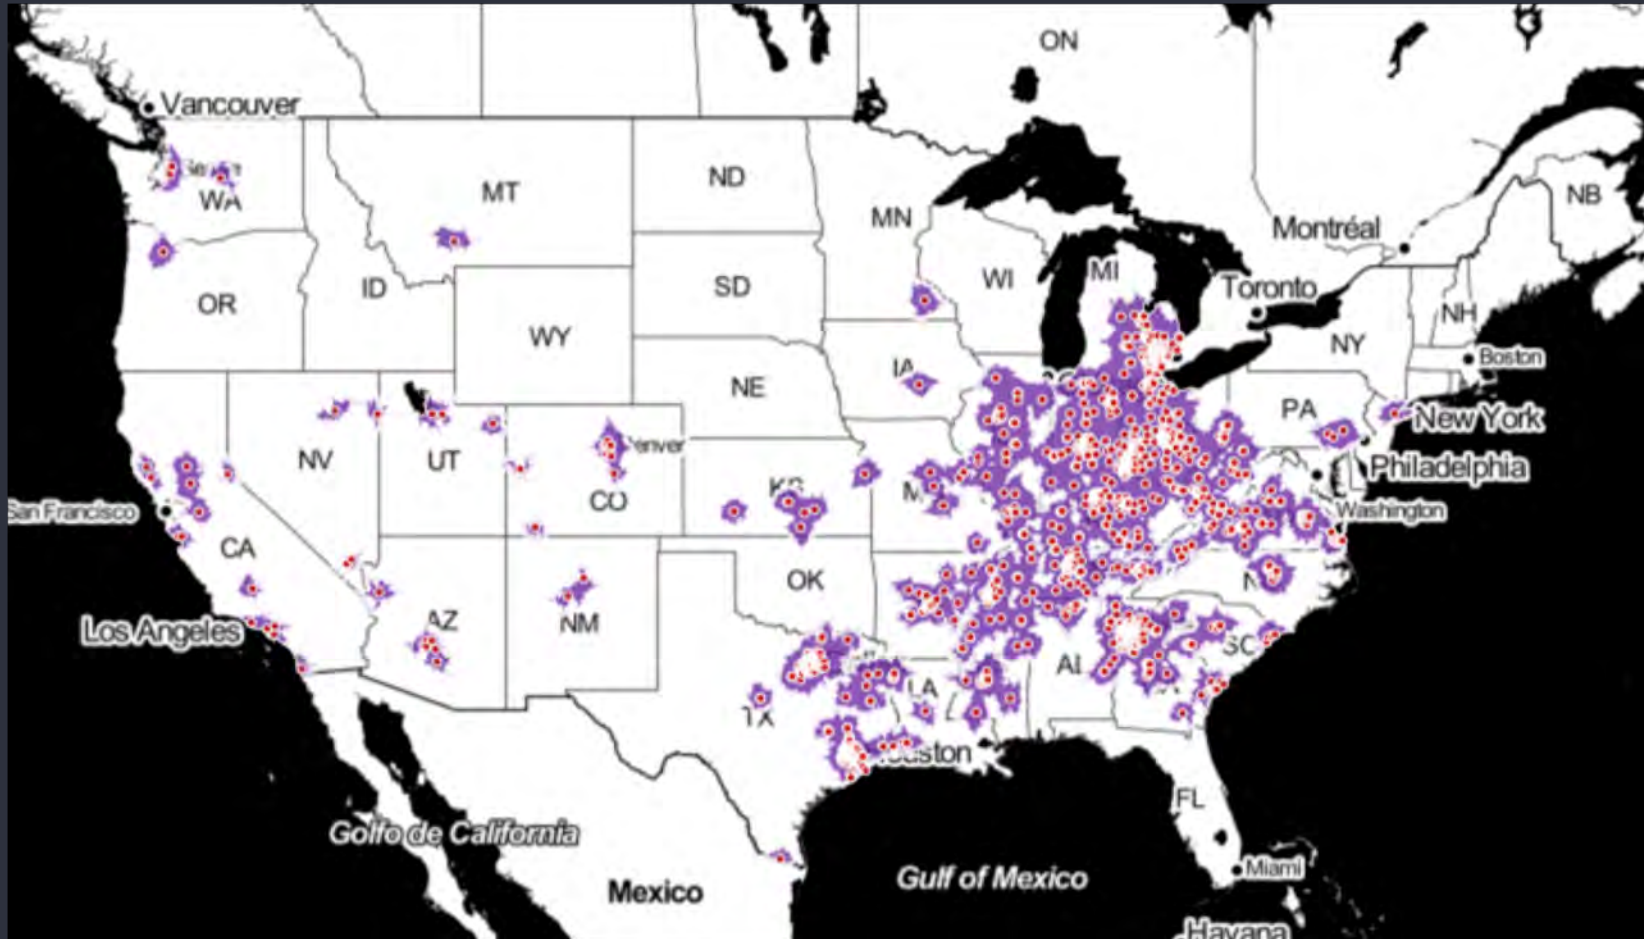 ON
Vancouver
NB
WA
MT
ND
MN
Montréal
WI
MI
OR
ID
SD
Toronto
NH
WY
NY
Boston
IA
NE
PA
New York
NV
UT
Philadelphia
San Francisco
CO
Washington
CA
OK
Los Angeles
AZ
NM
SC
LA
TX
FL
Golfo de California
Miami
Gulf of Mexico
Mexico
Havana